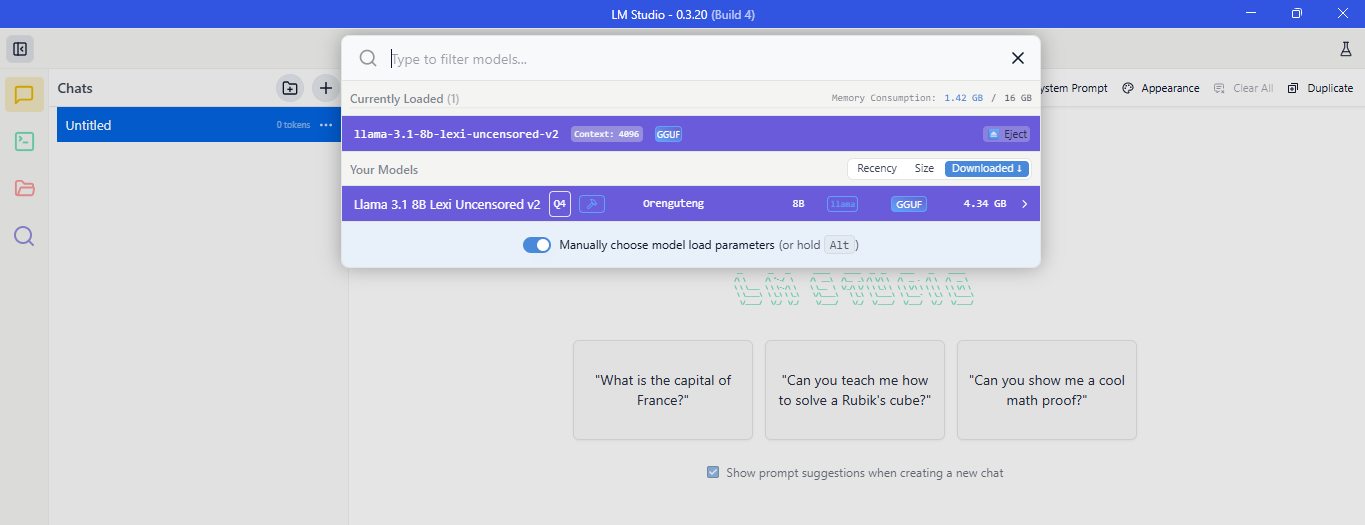 LM Studio - 0.3.20 (Build 4)
Type to filter models...
Chats
Currently Loaded (1)
Memory Consumption: 1.42 GB / 16 GB
ystem Prompt
Appearance
Clear All
Duplicate
Untitled
0 tokens
llama-3.1-8b-lexi-uncensored-v2 Context: 4096 GGUF Eject
Your Models
Recency Size Downloaded
Llama 3.1 8B Lexi Uncensored v2 Q4 Orenguteng 8B llama GGUF 4.34 GB
Manually choose model load parameters (or hold Alt)
LM STUDIO
"What is the capital of
France?"
"Can you teach me how
to solve a Rubik's cube?"
"Can you show me a cool
math proof?"
Show prompt suggestions when creating a new chat